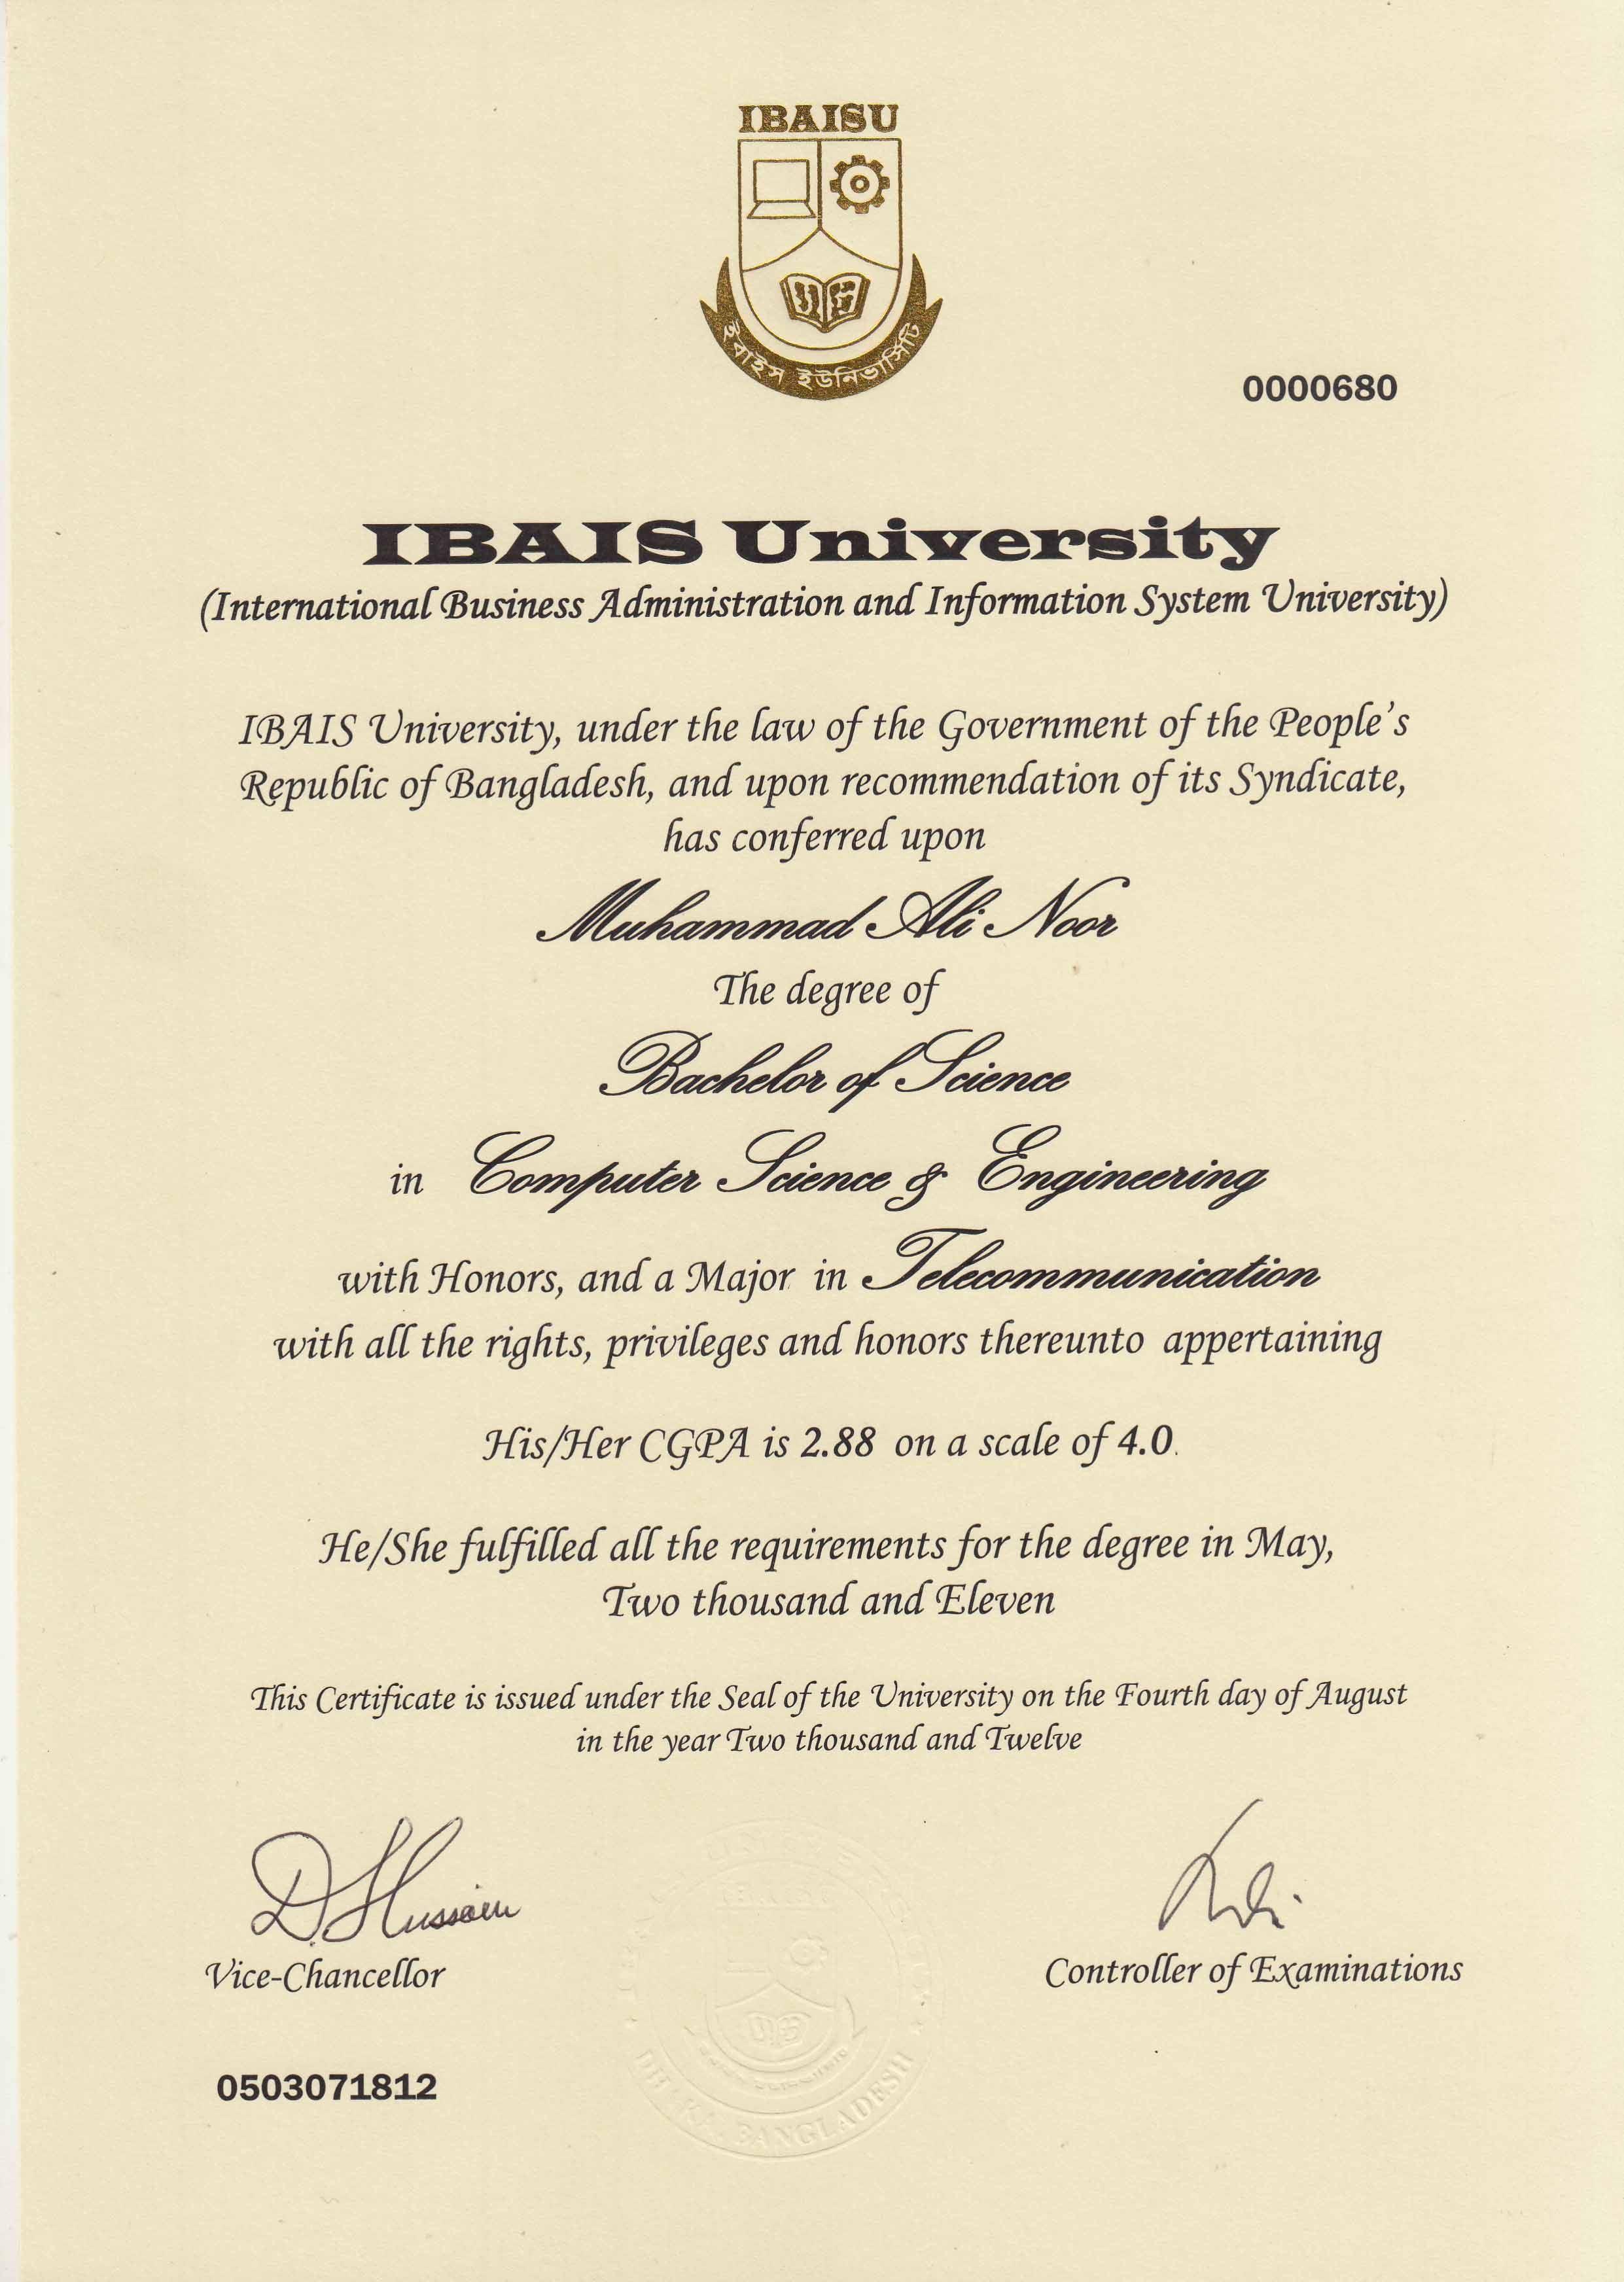 IBAISU
ইবাইস ইউনিভার্সিটি
0000680
IBAIS University
(International Business Administration and Information System University)
IBAIS University, under the law of the Government of the People's
Republic of Bangladesh, and upon recommendation of its Syndicate,
has conferred upon
Muhammad Ali Noor
The degree of
Bachelor of Science
in Computer Science & Engineering
with Honors, and a Major in Telecommunication
with all the rights, privileges and honors thereunto appertaining
His/Her CGPA is 2.88 on a scale of 4.0.
He/She fulfilled all the requirements for the degree in May,
Two thousand and Eleven
This Certificate is issued under the Seal of the University on the Fourth day of August
in the year Two thousand and Twelve
D. Hussain
Vice-Chancellor
Controller of Examinations
DHAKA, BANGLADESH
0503071812